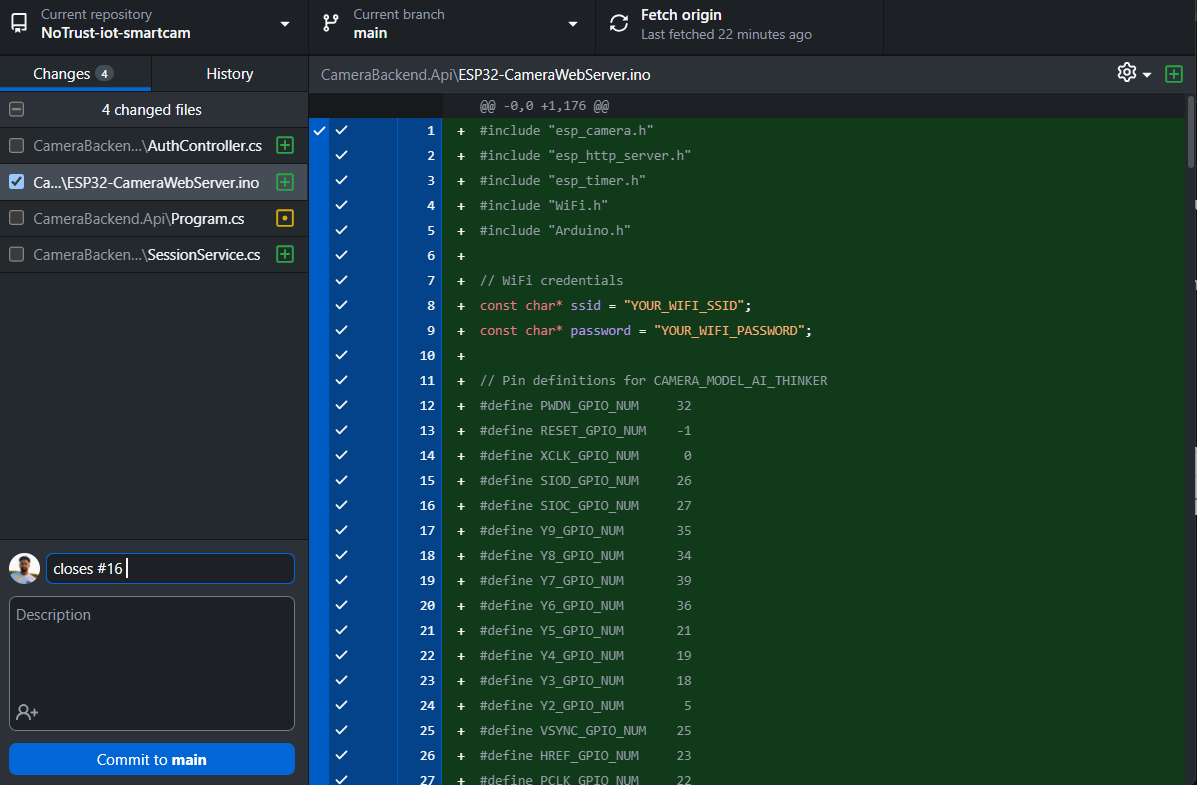 Current repository
NoTrust-iot-smartcam
Current branch
main
Fetch origin
Last fetched 22 minutes ago
Changes 4
History
CameraBackend.Api\ESP32-CameraWebServer.ino
4 changed files
CameraBacken...\AuthController.cs
Ca...\ESP32-CameraWebServer.ino
CameraBackend.Api\Program.cs
CameraBacken...\SessionService.cs
closes #16
Description
Commit to main
@@ -0,0 +1,176 @@
1 + #include "esp_camera.h"
2 + #include "esp_http_server.h"
3 + #include "esp_timer.h"
4 + #include "WiFi.h"
5 + #include "Arduino.h"
6 +
7 + // WiFi credentials
8 + const char* ssid = "YOUR_WIFI_SSID";
9 + const char* password = "YOUR_WIFI_PASSWORD";
10 +
11 + // Pin definitions for CAMERA_MODEL_AI_THINKER
12 + #define PWDN_GPIO_NUM 32
13 + #define RESET_GPIO_NUM -1
14 + #define XCLK_GPIO_NUM 0
15 + #define SIOD_GPIO_NUM 26
16 + #define SIOC_GPIO_NUM 27
17 + #define Y9_GPIO_NUM 35
18 + #define Y8_GPIO_NUM 34
19 + #define Y7_GPIO_NUM 39
20 + #define Y6_GPIO_NUM 36
21 + #define Y5_GPIO_NUM 21
22 + #define Y4_GPIO_NUM 19
23 + #define Y3_GPIO_NUM 18
24 + #define Y2_GPIO_NUM 5
25 + #define VSYNC_GPIO_NUM 25
26 + #define HREF_GPIO_NUM 23
27 + #define PCLK_GPIO_NUM 22